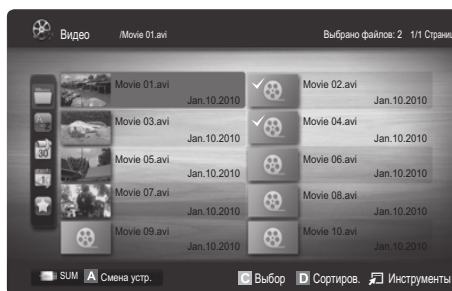 Видео /Movie 01.avi Выбрано файлов: 2 1/1 Страниц
Movie 01.avi Movie 02.avi
Jan.10.2010 Jan.10.2010
Movie 03.avi Movie 04.avi
Jan.10.2010 Jan.10.2010
Movie 05.avi Movie 06.avi
Jan.10.2010 Jan.10.2010
Movie 07.avi Movie 08.avi
Jan.10.2010 Jan.10.2010
Movie 09.avi Movie 10.avi
Jan.10.2010 Jan.10.2010
30
1
SUM A Смена устр. C Выбор D Сортиров. Инструменты